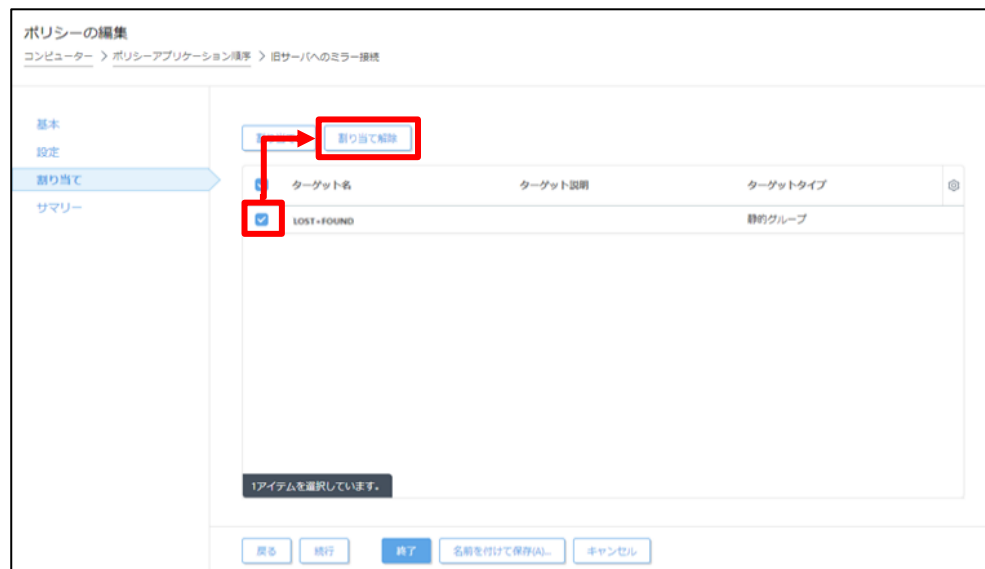 ポリシーの編集
コンピューター > ポリシーアプリケーション順序 > 旧サーバへのミラー接続
基本
設定
割り当て
サマリー
割り当て解除
ターゲット名 ターゲット説明 ターゲットタイプ
LOST+FOUND 静的グループ
1アイテムを選択しています。
戻る 続行 終了 名前を付けて保存(A)... キャンセル